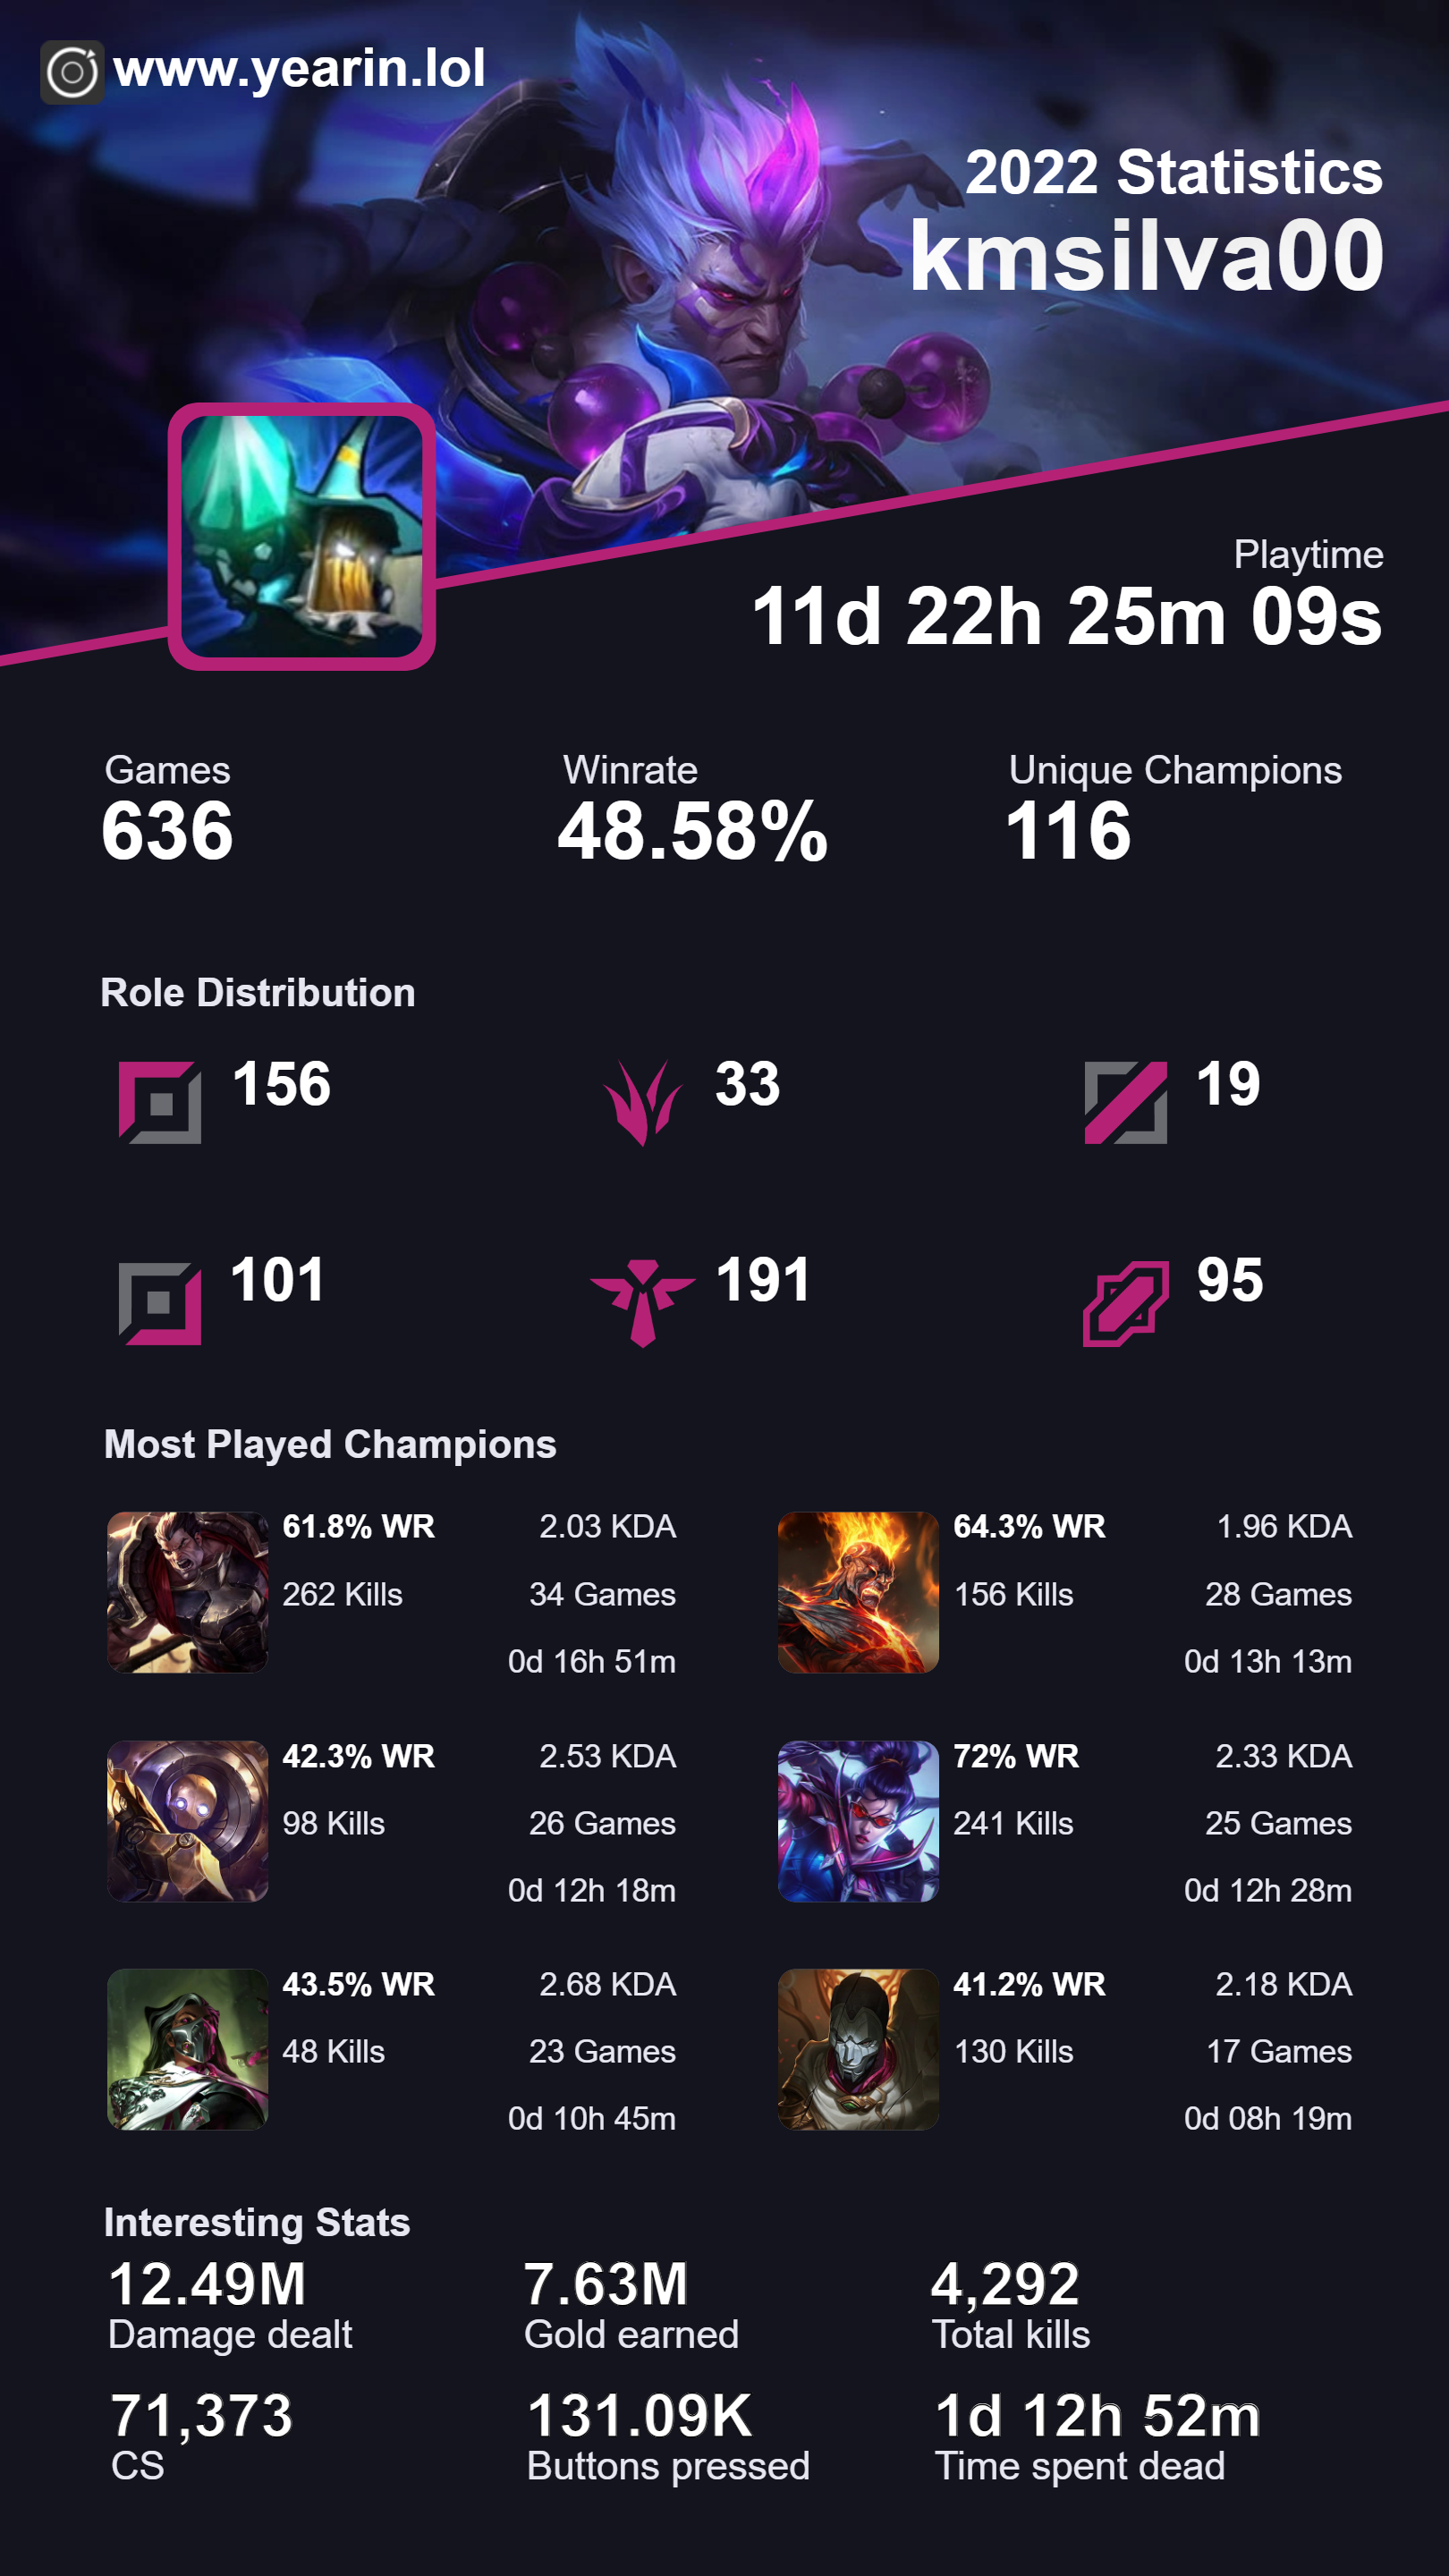 www.yearin.lol
2022 Statistics
kmsilva00
Playtime
11d 22h 25m 09s
Games
636
Winrate
48.58%
Unique Champions
116
Role Distribution
156
33
19
101
191
95
Most Played Champions
61.8% WR 2.03 KDA
262 Kills 34 Games
0d 16h 51m
64.3% WR 1.96 KDA
156 Kills 28 Games
0d 13h 13m
42.3% WR 2.53 KDA
98 Kills 26 Games
0d 12h 18m
72% WR 2.33 KDA
241 Kills 25 Games
0d 12h 28m
43.5% WR 2.68 KDA
48 Kills 23 Games
0d 10h 45m
41.2% WR 2.18 KDA
130 Kills 17 Games
0d 08h 19m
Interesting Stats
12.49M
Damage dealt
7.63M
Gold earned
4,292
Total kills
71,373
CS
131.09K
Buttons pressed
1d 12h 52m
Time spent dead